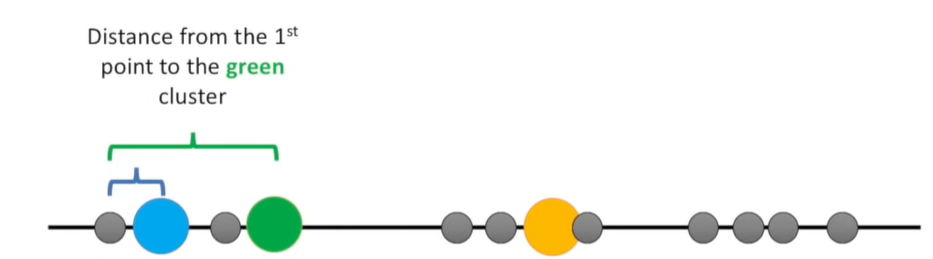 Distance from the 1st
point to the green
cluster